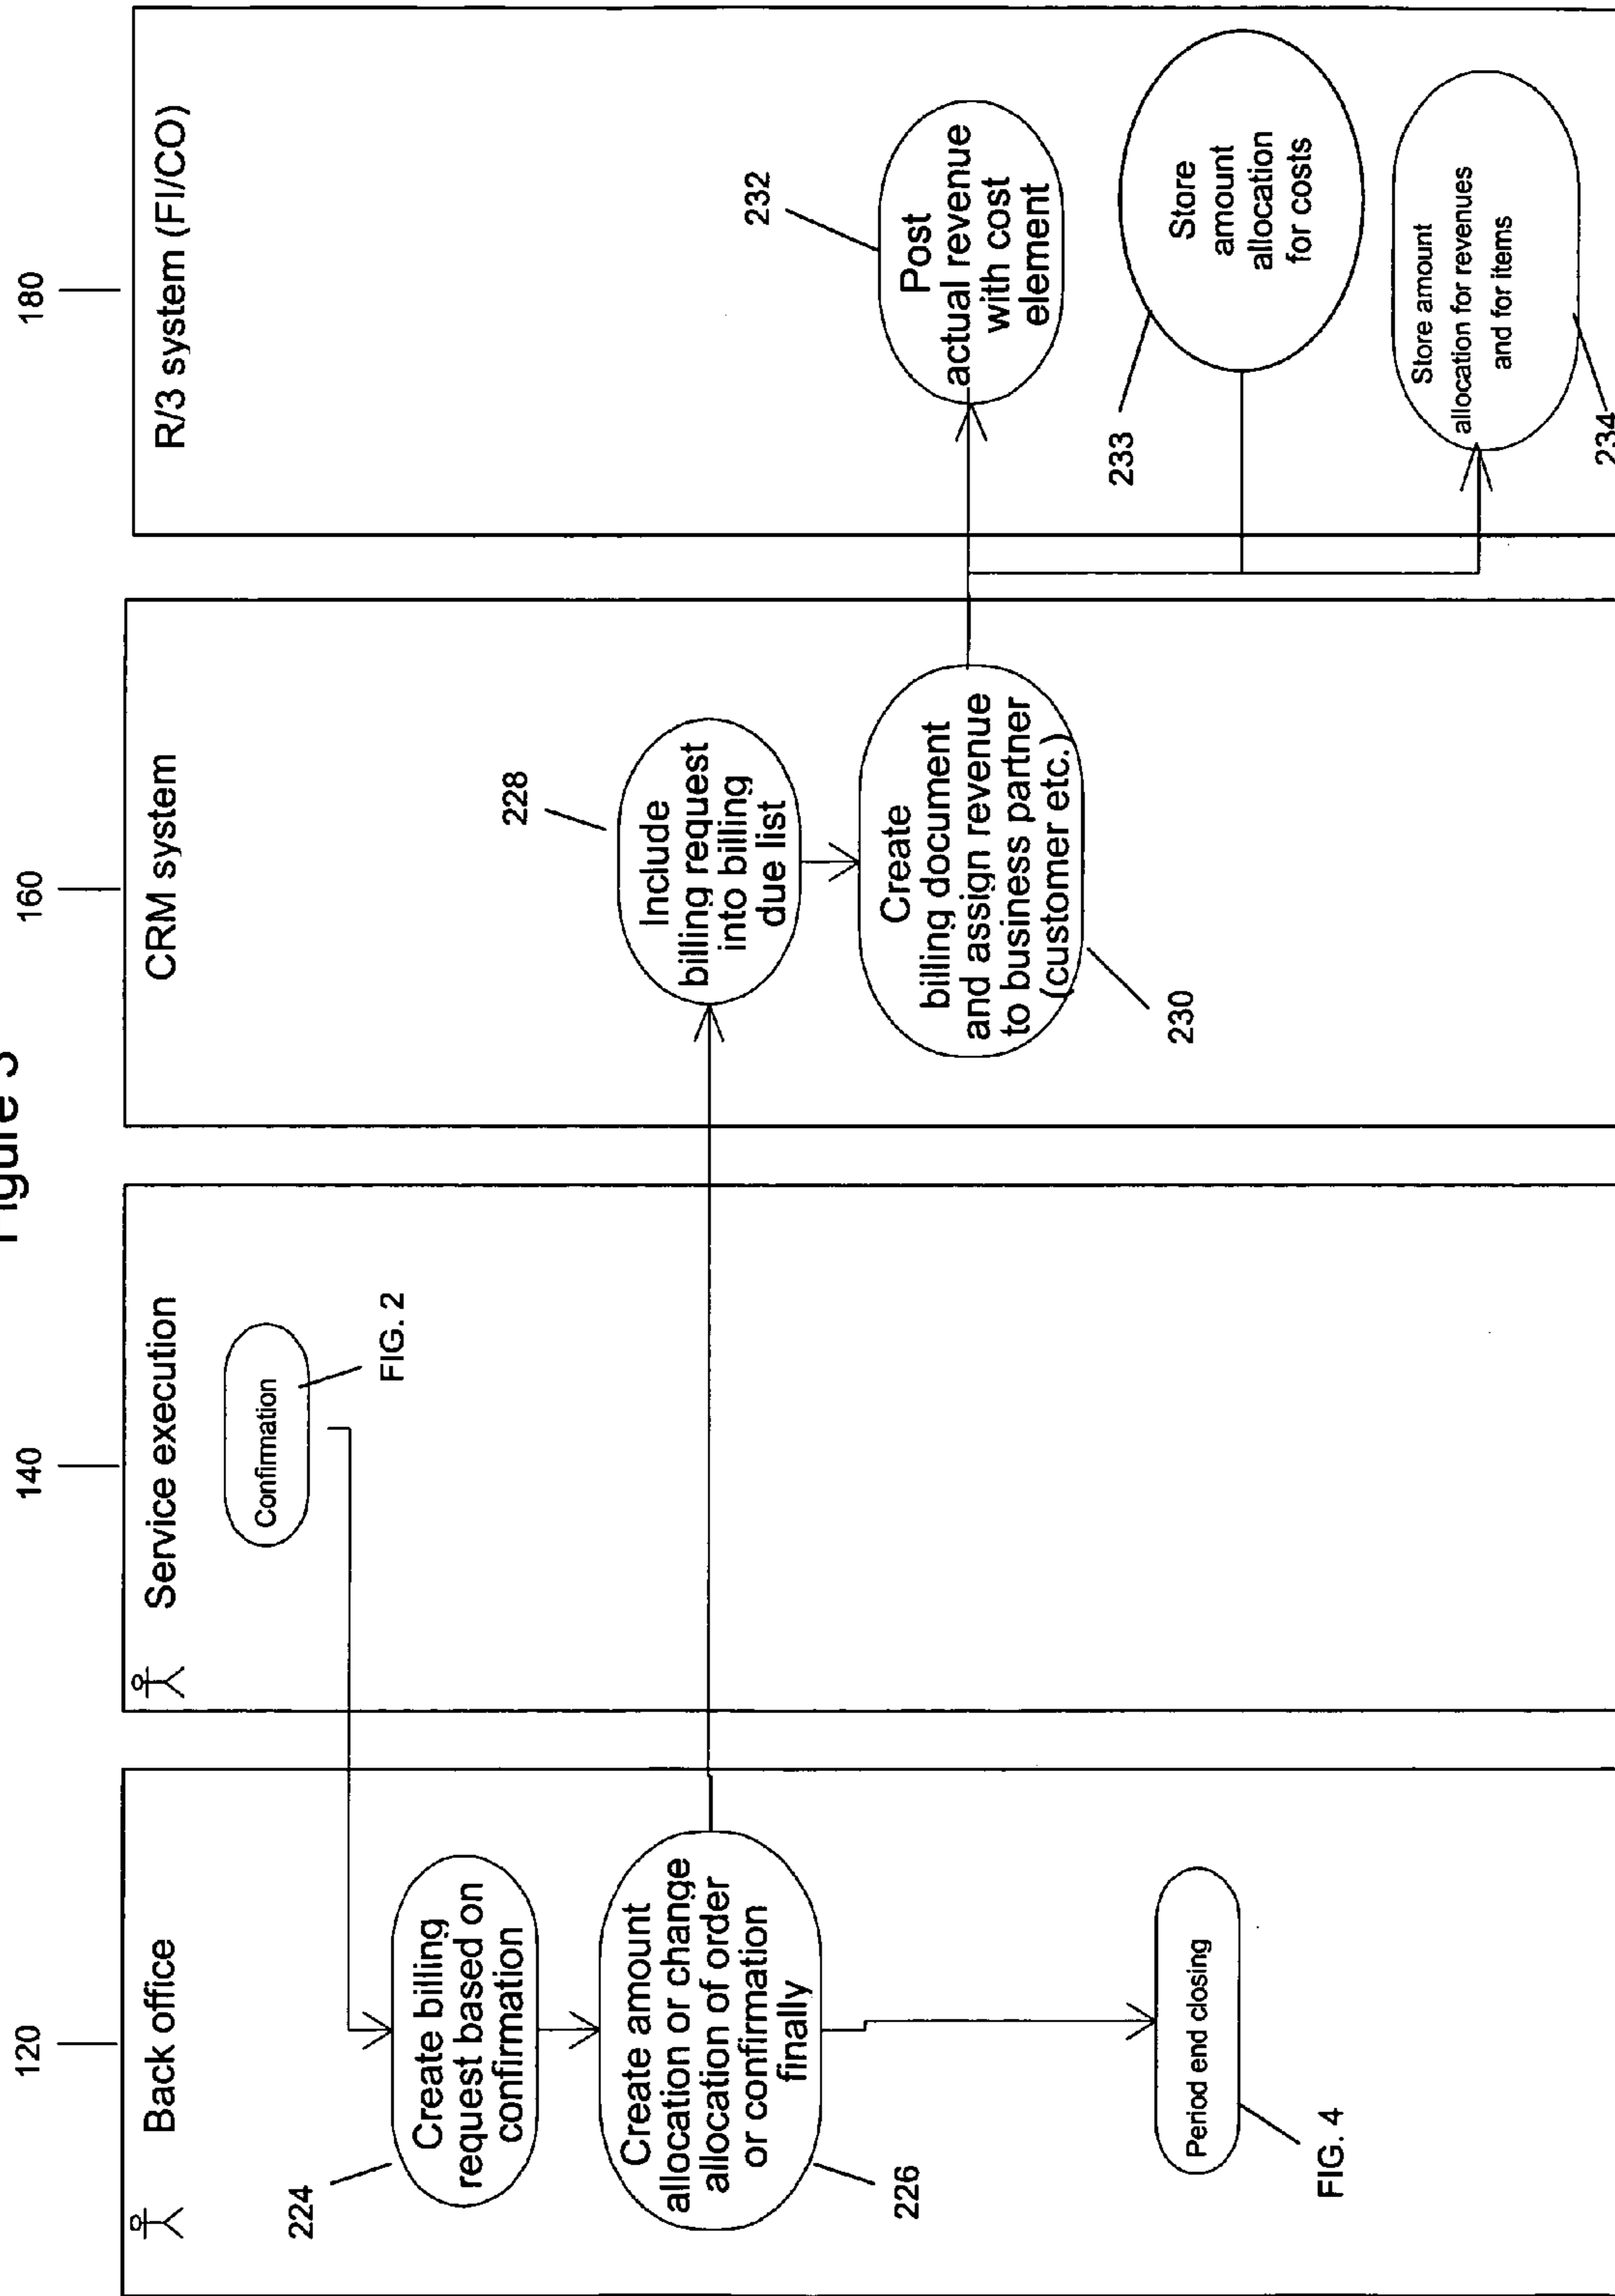 Figure 3
120
140
160
180
Back office
Service execution
CRM system
R/3 system (FI/CO)
Confirmation
FIG. 2
224
Create billing
request based on
confirmation
Create amount
allocation or change
allocation of order
or confirmation
finally
226
228
Include
billing request
into billing
due list
Create
billing document
and assign revenue
to business partner
(customer etc.)
230
232
Post
actual revenue
with cost
element
233
Store
amount
allocation
for costs
Store amount
allocation for revenues
and for items
234
Period end closing
FIG. 4